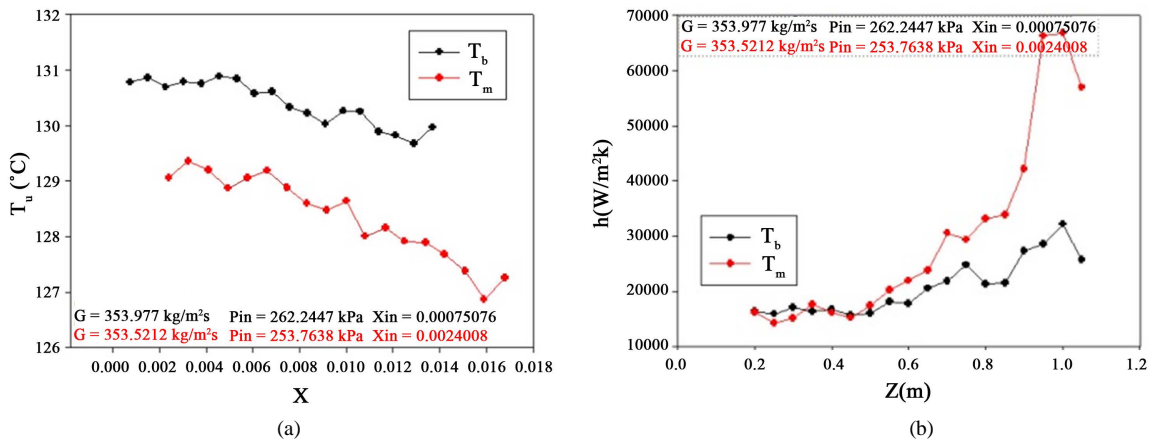 132
131
130
129
128
127
126
Tu (°C)
Tb
Tm
G = 353.977 kg/m²s Pin = 262.2447 kPa Xin = 0.00075076
G = 353.5212 kg/m²s Pin = 253.7638 kPa Xin = 0.0024008
0.000 0.002 0.004 0.006 0.008 0.010 0.012 0.014 0.016 0.018
X
(a)
70000
60000
50000
40000
30000
20000
10000
h(W/m²k)
G = 353.977 kg/m²s Pin = 262.2447 kPa Xin = 0.00075076
G = 353.5212 kg/m²s Pin = 253.7638 kPa Xin = 0.0024008
Tb
Tm
0.0 0.2 0.4 0.6 0.8 1.0 1.2
Z(m)
(b)